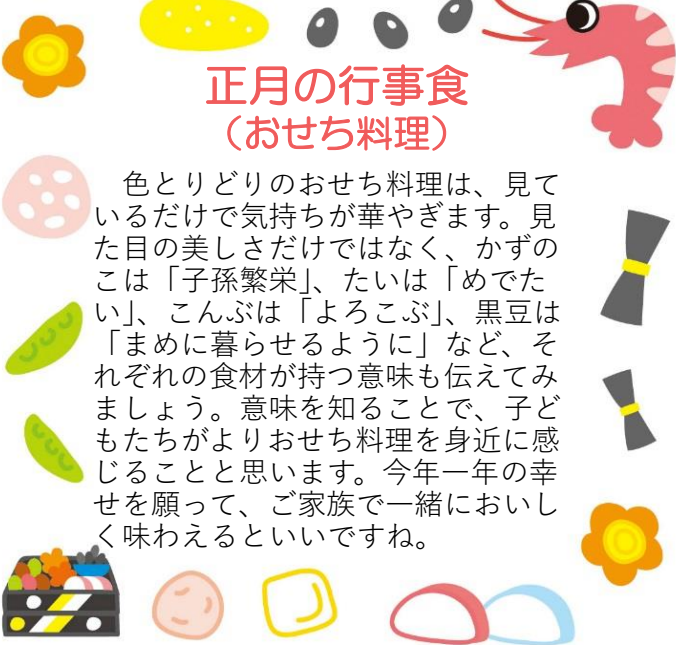 正月の行事食
（おせち料理）
　色とりどりのおせち料理は、見て
いるだけで気持ちが華やぎます。見
た目の美しさだけではなく、かずの
こは「子孫繁栄」、たいは「めでた
い」、こんぶは「よろこぶ」、黒豆は
「まめに暮らせるように」など、そ
れぞれの食材が持つ意味も伝えてみ
ましょう。意味を知ることで、子ど
もたちがよりおせち料理を身近に感
じることと思います。今年一年の幸
せを願って、ご家族で一緒においし
く味わえるといいですね。